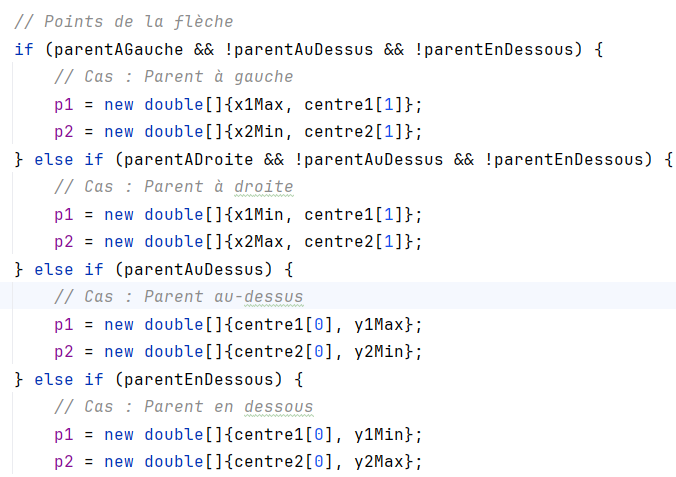 // Points de la flèche
if (parentAGauche && !parentAuDessus && !parentEnDessous) {
    // Cas : Parent à gauche
    p1 = new double[]{x1Max, centre1[1]};
    p2 = new double[]{x2Min, centre2[1]};
} else if (parentADroite && !parentAuDessus && !parentEnDessous) {
    // Cas : Parent à droite
    p1 = new double[]{x1Min, centre1[1]};
    p2 = new double[]{x2Max, centre2[1]};
} else if (parentAuDessus) {
    // Cas : Parent au-dessus
    p1 = new double[]{centre1[0], y1Max};
    p2 = new double[]{centre2[0], y2Min};
} else if (parentEnDessous) {
    // Cas : Parent en dessous
    p1 = new double[]{centre1[0], y1Min};
    p2 = new double[]{centre2[0], y2Max};